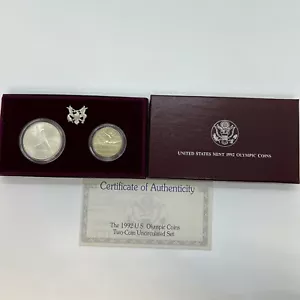 UNITED STATES MINT 1992 OLYMPIC COINS
Certificate of Authenticity
The 1992 U.S. Olympic Coins
Two-Coin Uncirculated Set